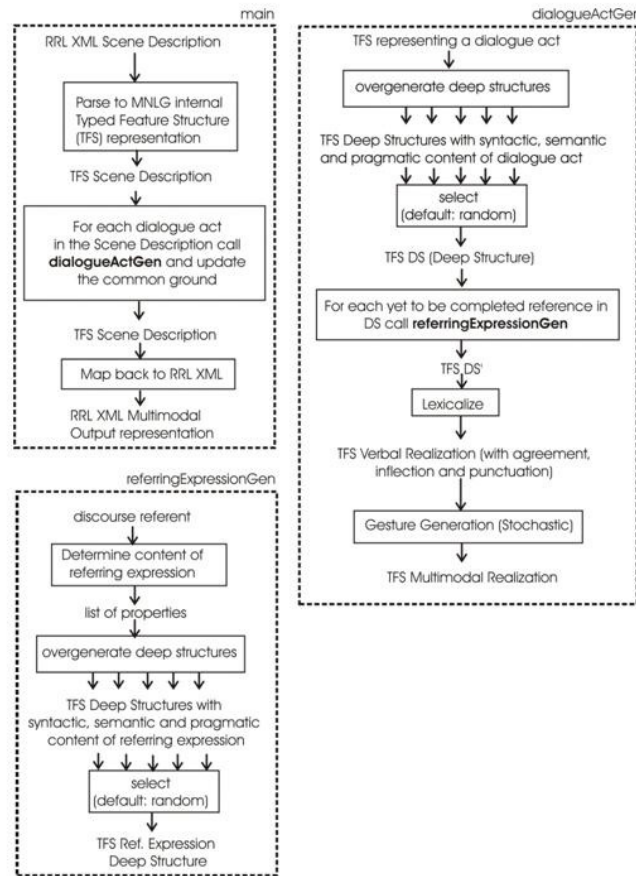 main
RRL XML Scene Description
Parse to MNLG internal
Typed Feature Structure
(TFS) representation
TFS Scene Description
For each dialogue act
in the Scene Description call
dialogueActGen and update
the common ground
TFS Scene Description
Map back to RRL XML
RRL XML Multimodal
Output representation
referringExpressionGen
discourse referent
Determine content of
referring expression
list of properties
overgenerate deep structures
TFS Deep Structures with
syntactic, semantic and pragmatic
content of referring expression
select
(default: random)
TFS Ref. Expression
Deep Structure
dialogueActGen
TFS representing a dialogue act
overgenerate deep structures
TFS Deep Structures with syntactic, semantic
and pragmatic content of dialogue act
select
(default: random)
TFS DS (Deep Structure)
For each yet to be completed reference in
DS call referringExpressionGen
TFS DS'
Lexicalize
TFS Verbal Realization (with agreement,
inflection and punctuation)
Gesture Generation (Stochastic)
TFS Multimodal Realization